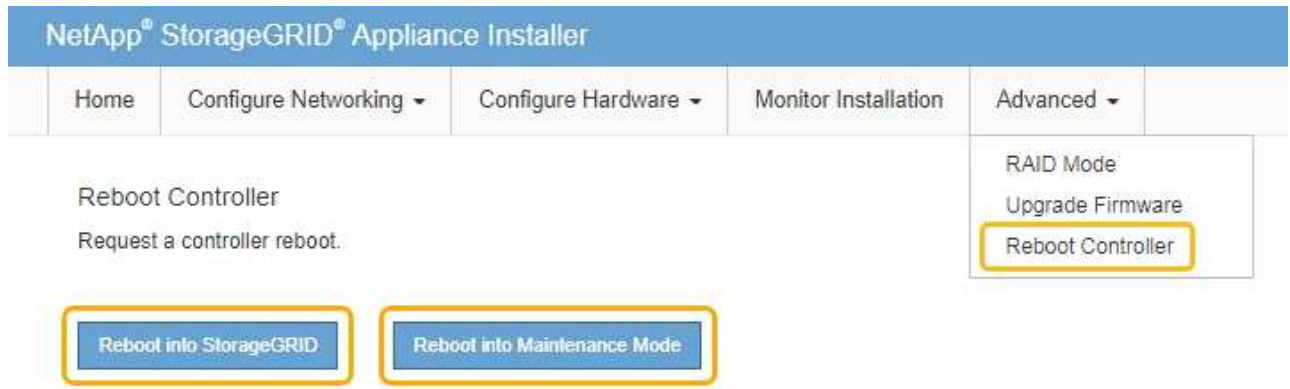 NetApp® StorageGRID® Appliance Installer
Home Configure Networking Configure Hardware Monitor Installation Advanced
RAID Mode
Upgrade Firmware
Reboot Controller
Reboot Controller
Request a controller reboot.
Reboot into StorageGRID Reboot into Maintenance Mode